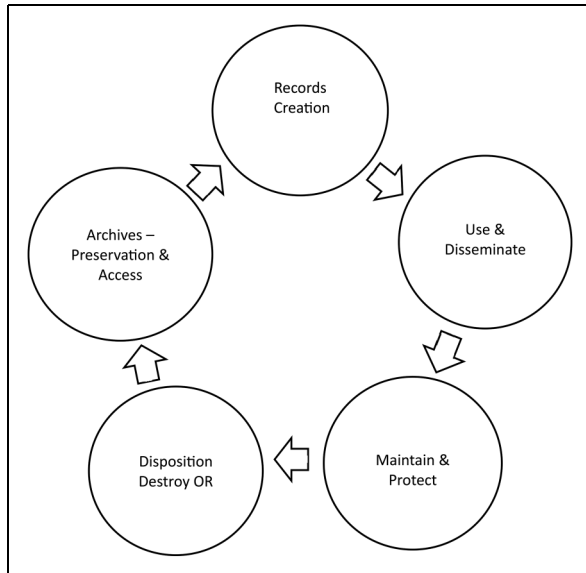 Records
Creation
Use &
Disseminate
Maintain &
Protect
Disposition
Destroy OR
Archives –
Preservation &
Access